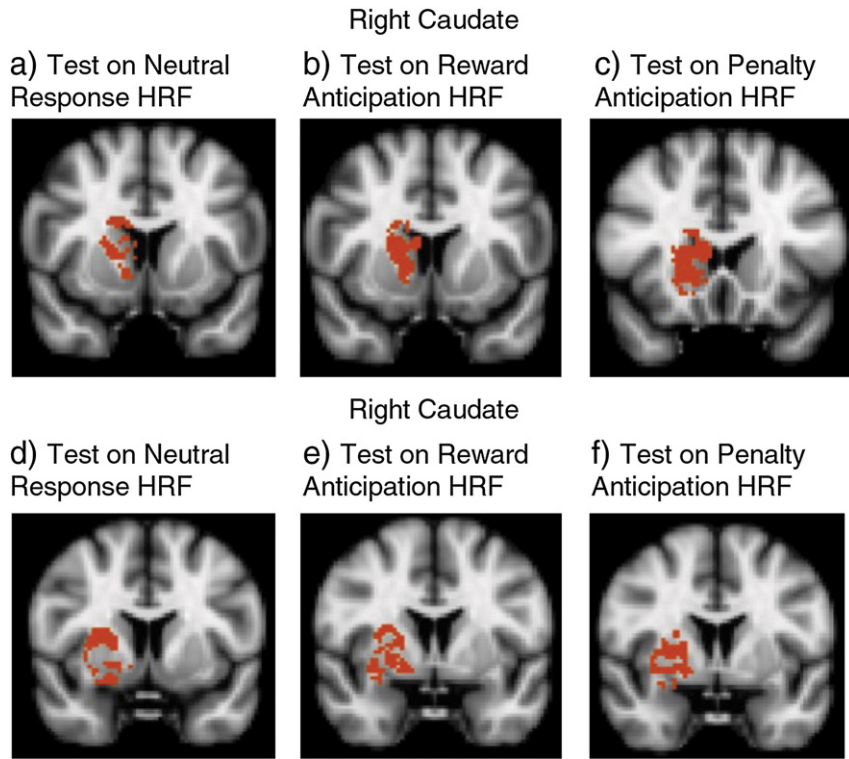 Right Caudate
a) Test on Neutral
Response HRF
b) Test on Reward
Anticipation HRF
c) Test on Penalty
Anticipation HRF
Right Caudate
d) Test on Neutral
Response HRF
e) Test on Reward
Anticipation HRF
f) Test on Penalty
Anticipation HRF